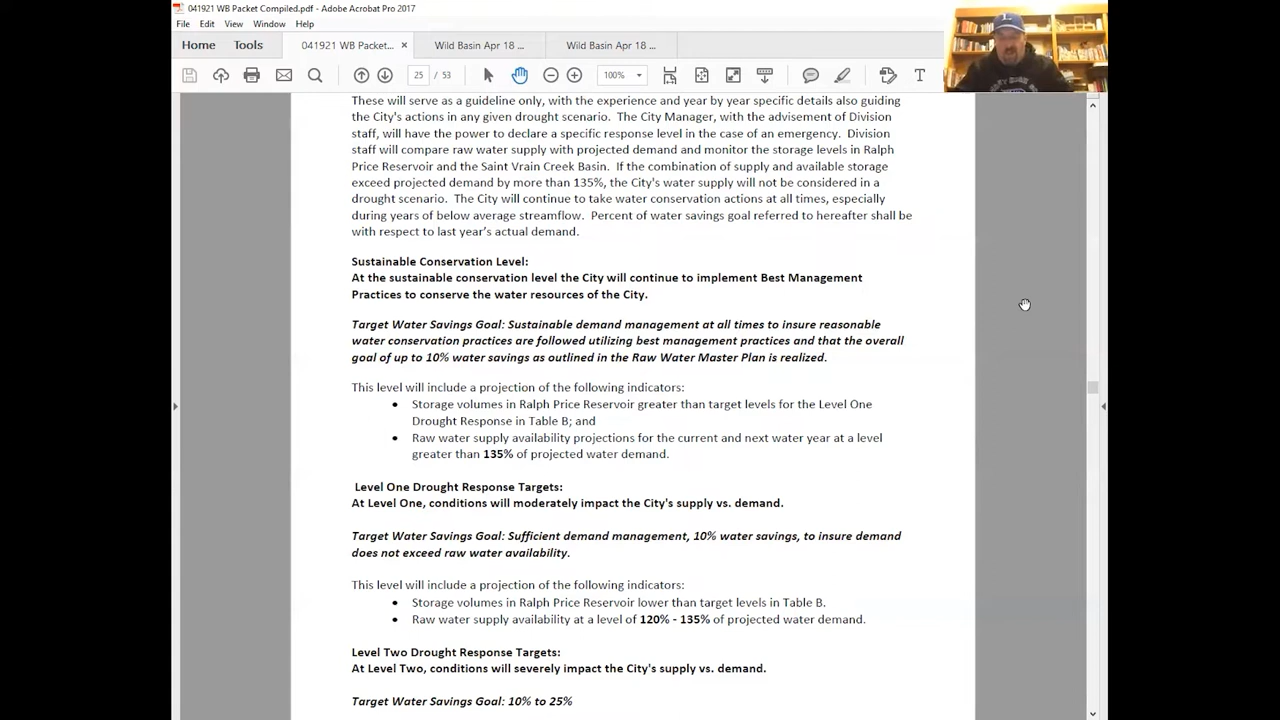 041921 WB Packet Compiled.pdf - Adobe Acrobat Pro 2017
File Edit View Window Help
Home Tools 041921 WB Packet... × Wild Basin Apr 18 ... Wild Basin Apr 18 ...
25 / 53 100%
These will serve as a guideline only, with the experience and year by year specific details also guiding
the City's actions in any given drought scenario. The City Manager, with the advisement of Division
staff, will have the power to declare a specific response level in the case of an emergency. Division
staff will compare raw water supply with projected demand and monitor the storage levels in Ralph
Price Reservoir and the Saint Vrain Creek Basin. If the combination of supply and available storage
exceed projected demand by more than 135%, the City's water supply will not be considered in a
drought scenario. The City will continue to take water conservation actions at all times, especially
during years of below average streamflow. Percent of water savings goal referred to hereafter shall be
with respect to last year's actual demand.
Sustainable Conservation Level:
At the sustainable conservation level the City will continue to implement Best Management
Practices to conserve the water resources of the City.
Target Water Savings Goal: Sustainable demand management at all times to insure reasonable
water conservation practices are followed utilizing best management practices and that the overall
goal of up to 10% water savings as outlined in the Raw Water Master Plan is realized.
This level will include a projection of the following indicators:
• Storage volumes in Ralph Price Reservoir greater than target levels for the Level One
Drought Response in Table B; and
• Raw water supply availability projections for the current and next water year at a level
greater than 135% of projected water demand.
Level One Drought Response Targets:
At Level One, conditions will moderately impact the City's supply vs. demand.
Target Water Savings Goal: Sufficient demand management, 10% water savings, to insure demand
does not exceed raw water availability.
This level will include a projection of the following indicators:
• Storage volumes in Ralph Price Reservoir lower than target levels in Table B.
• Raw water supply availability at a level of 120% - 135% of projected water demand.
Level Two Drought Response Targets:
At Level Two, conditions will severely impact the City's supply vs. demand.
Target Water Savings Goal: 10% to 25%